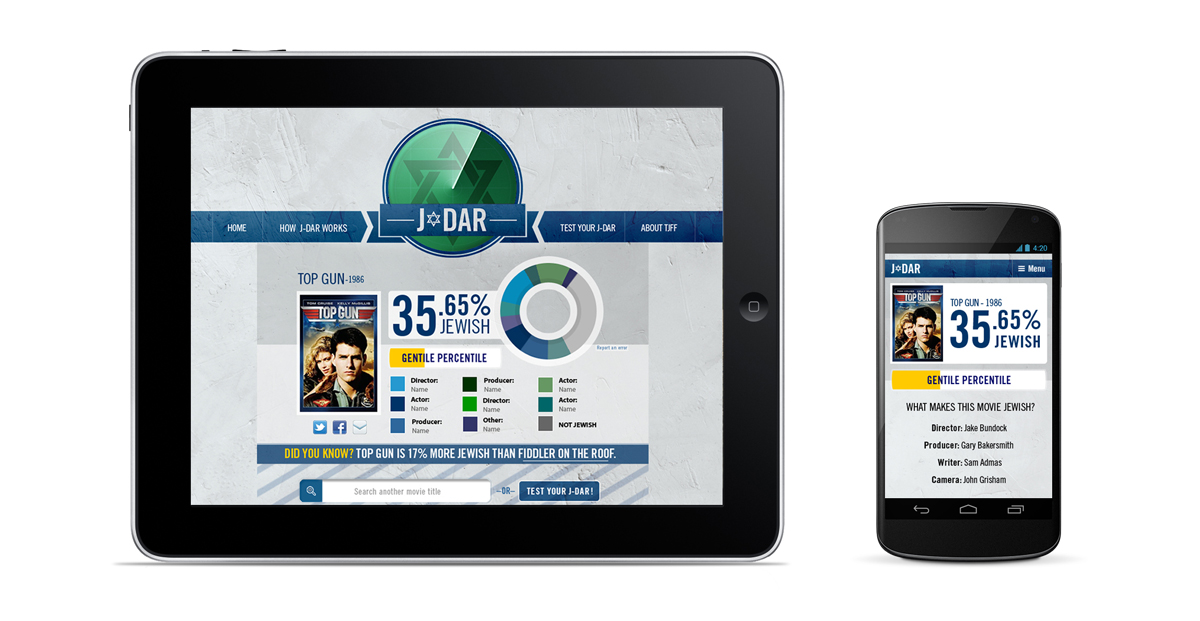 J✡DAR
HOME
HOW J-DAR WORKS
TEST YOUR J-DAR
ABOUT TJFF
TOP GUN-1986
TOM CRUISE KELLY McGILLIS
TOP GUN
35.65%
JEWISH
GENTILE PERCENTILE
Report an error
Director:
Name
Producer:
Name
Actor:
Name
Actor:
Name
Director:
Name
Actor:
Name
Producer:
Name
Other:
Name
NOT JEWISH
DID YOU KNOW? TOP GUN IS 17% MORE JEWISH THAN FIDDLER ON THE ROOF.
Search another movie title
–OR–
TEST YOUR J-DAR!
4:20
J✡DAR
Menu
TOP GUN
TOP GUN - 1986
35.65%
JEWISH
GENTILE PERCENTILE
WHAT MAKES THIS MOVIE JEWISH?
Director: Jake Bundock
Producer: Gary Bakersmith
Writer: Sam Admas
Camera: John Grisham